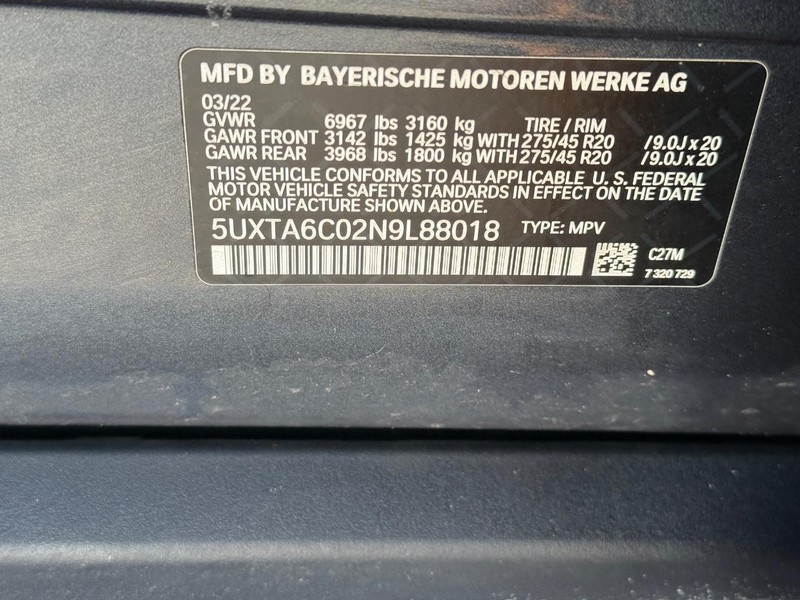 MFD BY BAYERISCHE MOTOREN WERKE AG
03/22
GVWR 6967 lbs 3160 kg TIRE / RIM
GAWR FRONT 3142 lbs 1425 kg WITH 275/45 R20 /9.0J x 20
GAWR REAR 3968 lbs 1800 kg WITH 275/45 R20 /9.0J x 20
THIS VEHICLE CONFORMS TO ALL APPLICABLE U. S. FEDERAL
MOTOR VEHICLE SAFETY STANDARDS IN EFFECT ON THE DATE
OF MANUFACTURE SHOWN ABOVE.
5UXTA6C02N9L88018 TYPE: MPV
C27M
7 320 729